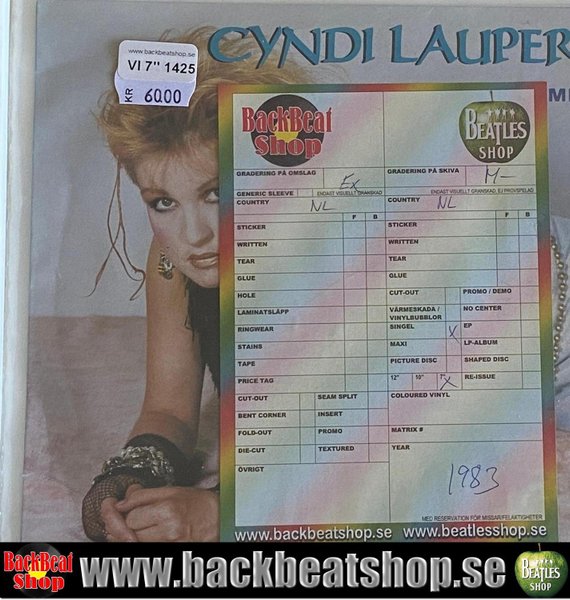 CYNDI LAUPER
www.backbeatshop.se
VI 7" 1425
KR 60.00
BackBeat Shop
BEATLES SHOP
GRADERING PÅ OMSLAG Ex
GRADERING PÅ SKIVA M-
GENERIC SLEEVE ENDAST VISUELLT GRANSKAD
ENDAST VISUELLT GRANSKAD, EJ PROVSPELAD
COUNTRY NL
COUNTRY NL
F B
F B
STICKER
STICKER
WRITTEN
WRITTEN
TEAR
TEAR
GLUE
GLUE
HOLE
CUT-OUT
PROMO / DEMO
LAMINATSLÄPP
VÄRMESKADA / VINYLBUBBLOR
NO CENTER
RINGWEAR
SINGEL X
EP
STAINS
MAXI
LP-ALBUM
TAPE
PICTURE DISC
SHAPED DISC
PRICE TAG
12" 10" 7" X
RE-ISSUE
CUT-OUT
SEAM SPLIT
COLOURED VINYL
BENT CORNER
INSERT
FOLD-OUT
PROMO
MATRIX #
DIE-CUT
TEXTURED
YEAR
ÖVRIGT
1983
MED RESERVATION FÖR MISSAR/FELAKTIGHETER
www.backbeatshop.se www.beatlesshop.se
BackBeat Shop
www.backbeatshop.se
BEATLES SHOP